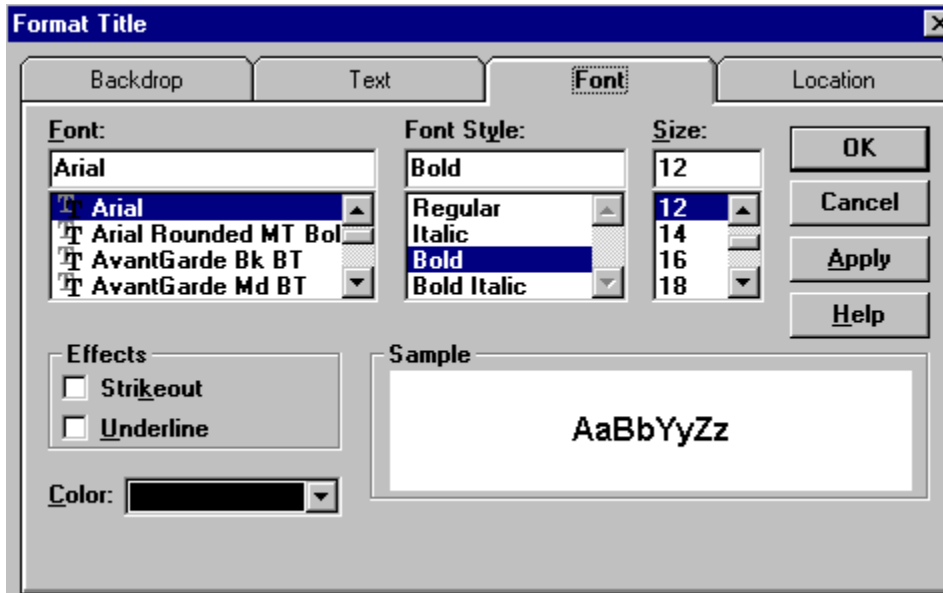 Format Title
Backdrop Text Font Location
Font: Font Style: Size:
Arial Bold 12
OK
Arial Regular 12
Arial Rounded MT Bol Italic 14
AvantGarde Bk BT Bold 16
AvantGarde Md BT Bold Italic 18
Cancel
Apply
Help
Effects
Strikeout
Underline
Sample
AaBbYyZz
Color: